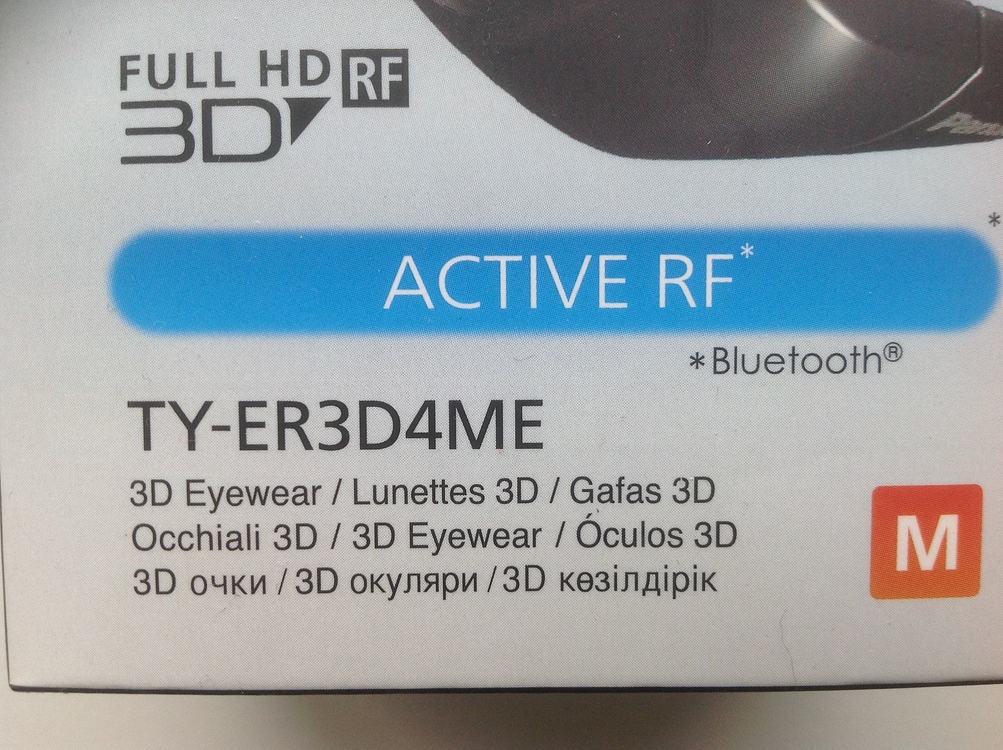 FULL HD RF
3D
ACTIVE RF*
*Bluetooth®
TY-ER3D4ME
3D Eyewear / Lunettes 3D / Gafas 3D
Occhiali 3D / 3D Eyewear / Óculos 3D
3D очки / 3D окуляри / 3D көзілдірік
M